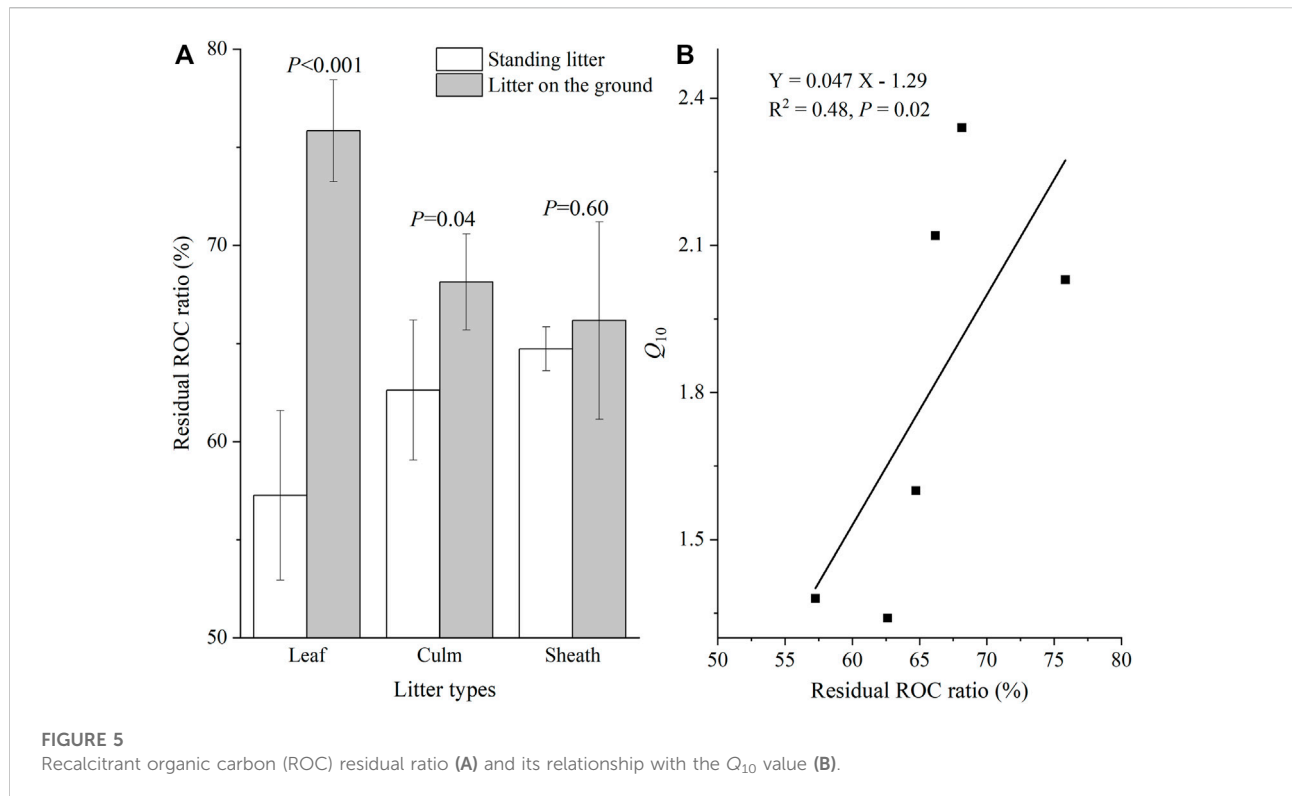 A
Standing litter
Litter on the ground
P<0.001
P=0.04
P=0.60
Residual ROC ratio (%)
80
70
60
50
Leaf Culm Sheath
Litter types
B
Y = 0.047 X - 1.29
R² = 0.48, P = 0.02
Q₁₀
2.4
2.1
1.8
1.5
50 55 60 65 70 75 80
Residual ROC ratio (%)
FIGURE 5
Recalcitrant organic carbon (ROC) residual ratio (A) and its relationship with the Q₁₀ value (B).